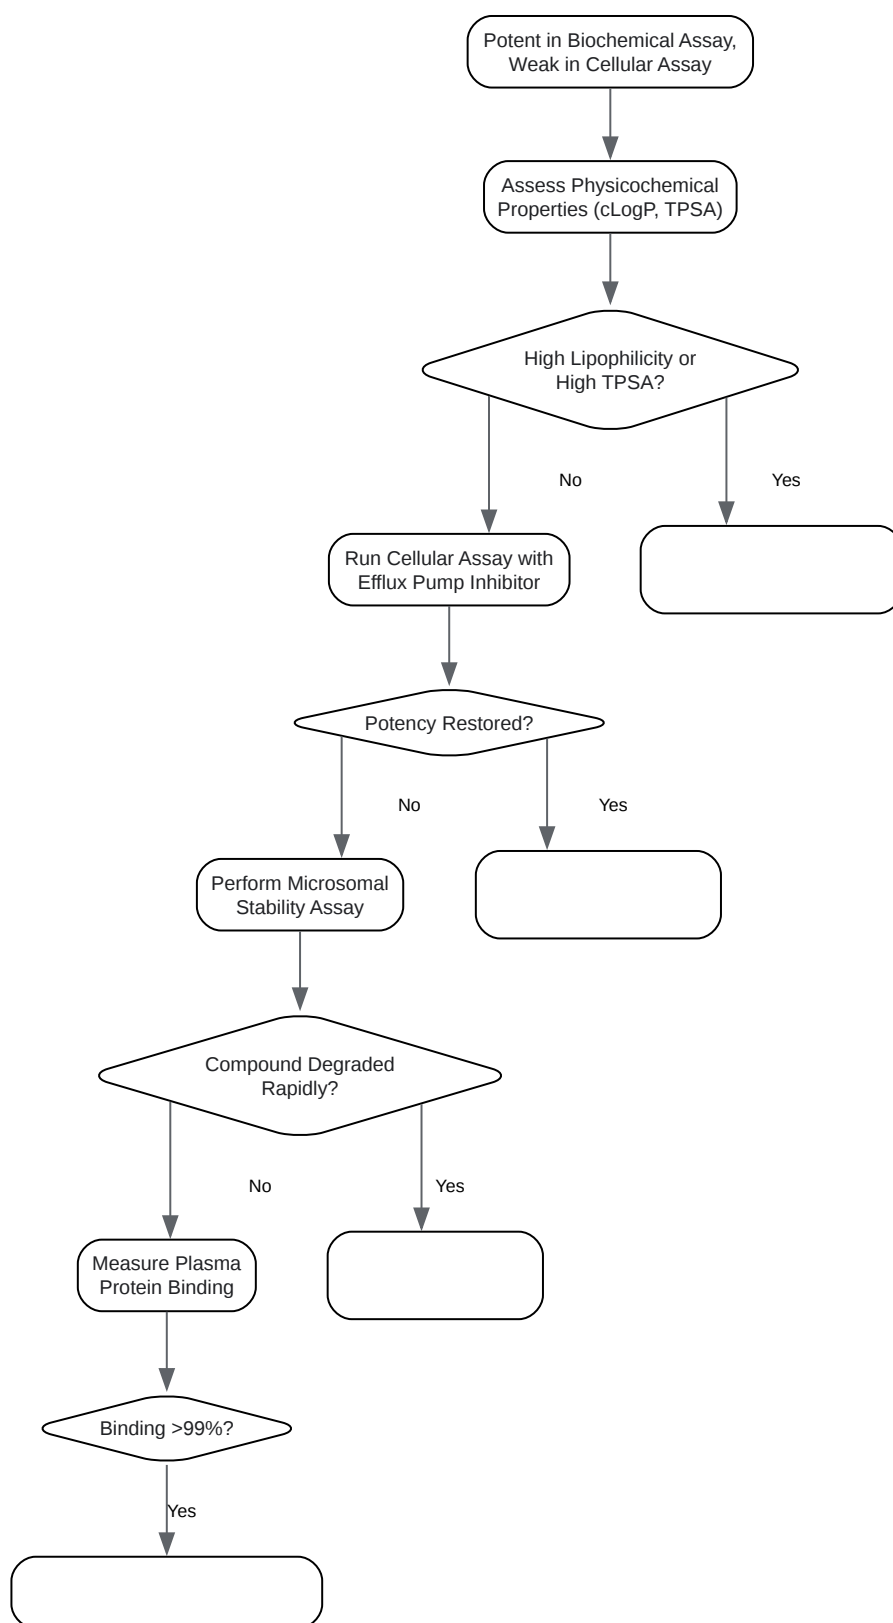 Potent in Biochemical Assay,
Weak in Cellular Assay
Assess Physicochemical
Properties (cLogP, TPSA)
High Lipophilicity or
High TPSA?
No
Yes
Run Cellular Assay with
Efflux Pump Inhibitor
Potency Restored?
No
Yes
Perform Microsomal
Stability Assay
Compound Degraded
Rapidly?
No
Yes
Measure Plasma
Protein Binding
Binding >99%?
Yes